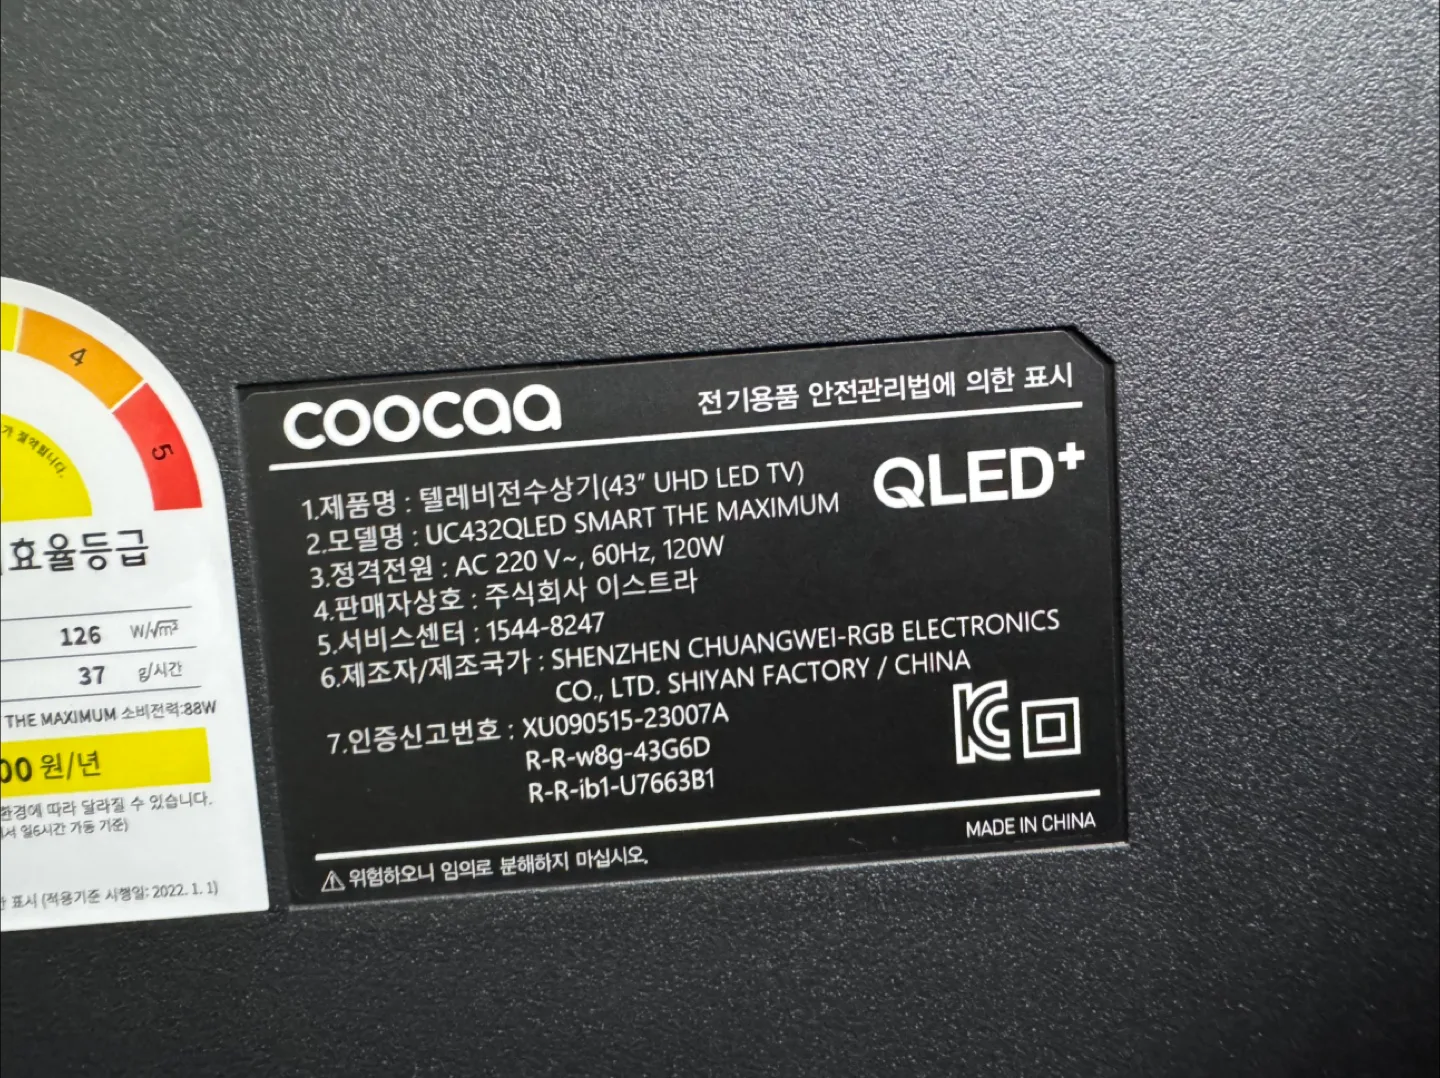 4
5
가 절약됩니다.
효율등급
126 W/√m²
37 g/시간
THE MAXIMUM 소비전력:88W
00 원/년
환경에 따라 달라질 수 있습니다.
서 일6시간 가동 기준)
표시 (적용기준 시행일: 2022. 1. 1)
coocaa
전기용품 안전관리법에 의한 표시
QLED+
1.제품명 : 텔레비전수상기(43" UHD LED TV)
2.모델명 : UC432QLED SMART THE MAXIMUM
3.정격전원 : AC 220 V~, 60Hz, 120W
4.판매자상호 : 주식회사 이스트라
5.서비스센터 : 1544-8247
6.제조자/제조국가 : SHENZHEN CHUANGWEI-RGB ELECTRONICS
CO., LTD. SHIYAN FACTORY / CHINA
7.인증신고번호 : XU090515-23007A
R-R-w8g-43G6D
R-R-ib1-U7663B1
MADE IN CHINA
⚠ 위험하오니 임의로 분해하지 마십시오.